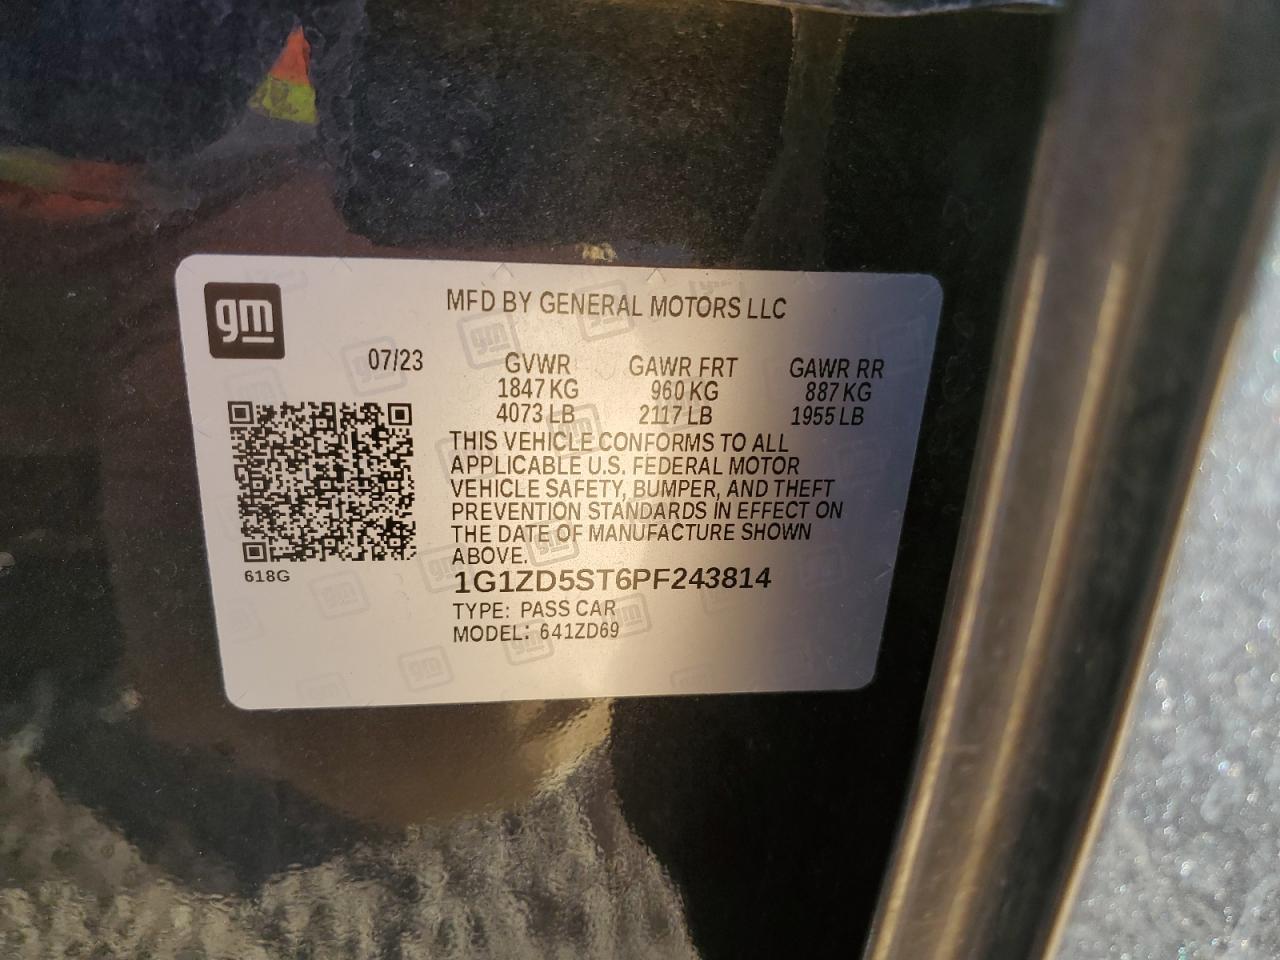 gm
MFD BY GENERAL MOTORS LLC
07/23 GVWR GAWR FRT GAWR RR
1847 KG 960 KG 887 KG
4073 LB 2117 LB 1955 LB
THIS VEHICLE CONFORMS TO ALL
APPLICABLE U.S. FEDERAL MOTOR
VEHICLE SAFETY, BUMPER, AND THEFT
PREVENTION STANDARDS IN EFFECT ON
THE DATE OF MANUFACTURE SHOWN
ABOVE.
618G
1G1ZD5ST6PF243814
TYPE: PASS CAR
MODEL: 641ZD69